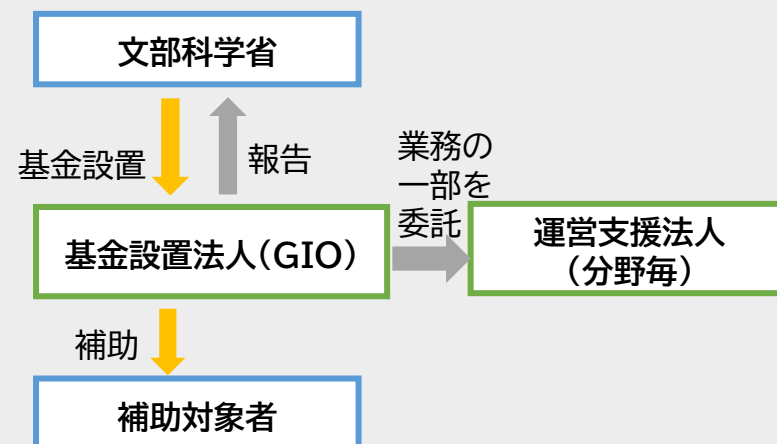 文部科学省
基金設置
報告
業務の
一部を
委託
基金設置法人(GIO)
運営支援法人
(分野毎)
補助
補助対象者